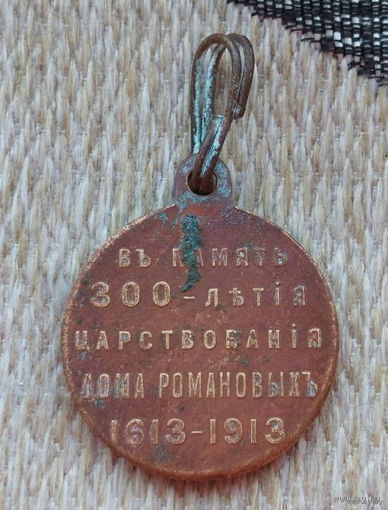 ВЪ ПАМЯТЬ
300-ЛѢТІЯ
ЦАРСТВОВАНІЯ
ДОМА РОМАНОВЫХЪ
1613-1913